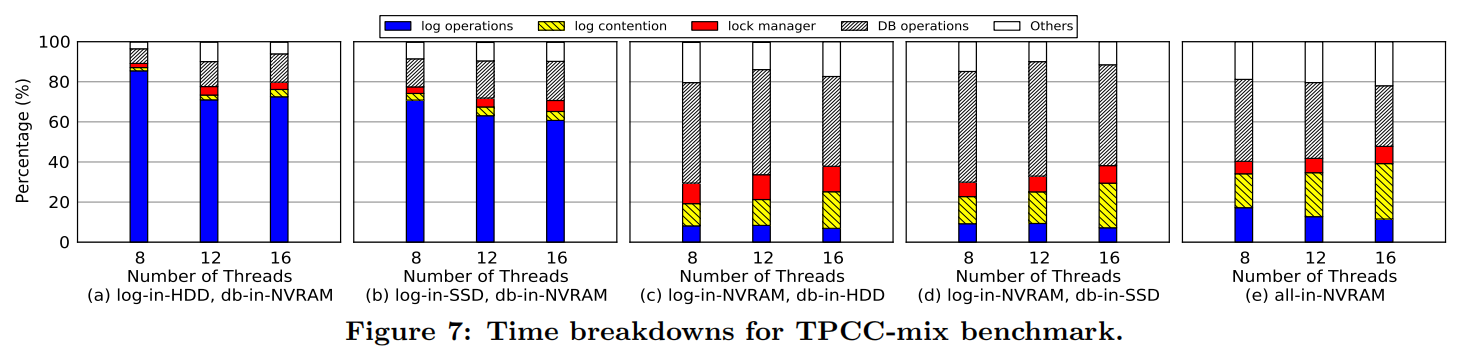 log operations log contention lock manager DB operations Others
Percentage (%)
100
80
60
40
20
0
8 12 16
Number of Threads
(a) log-in-HDD, db-in-NVRAM
8 12 16
Number of Threads
(b) log-in-SSD, db-in-NVRAM
8 12 16
Number of Threads
(c) log-in-NVRAM, db-in-HDD
8 12 16
Number of Threads
(d) log-in-NVRAM, db-in-SSD
8 12 16
Number of Threads
(e) all-in-NVRAM
Figure 7: Time breakdowns for TPCC-mix benchmark.